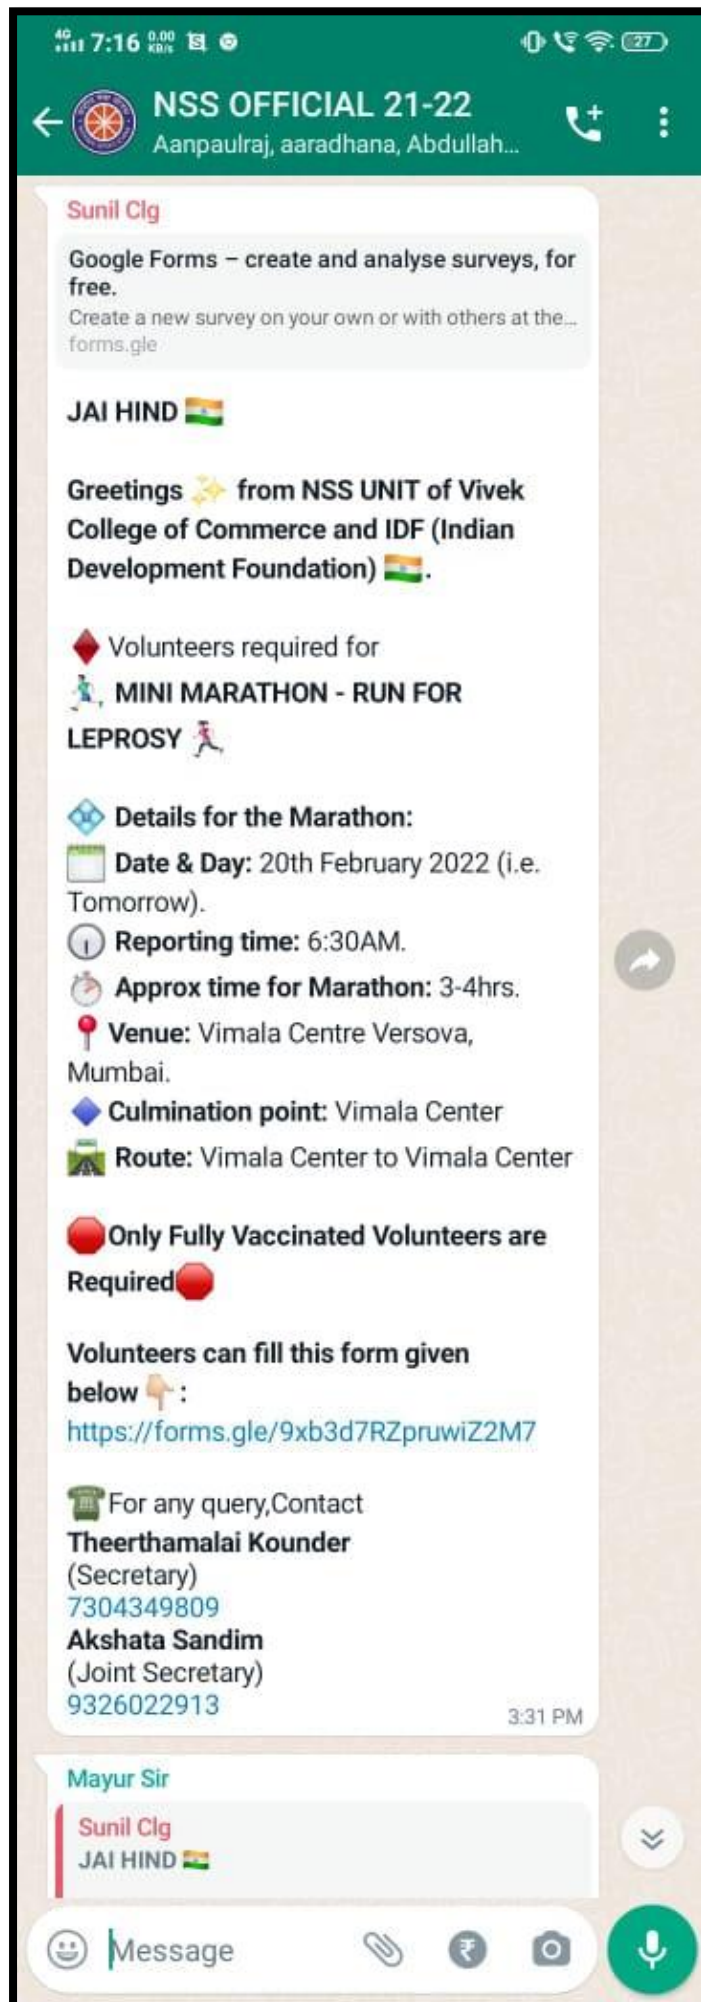 4G 7:16 0.00 KB/s 27
NSS OFFICIAL 21-22
Aanpaulraj, aaradhana, Abdullah...
Sunil Clg
Google Forms – create and analyse surveys, for
free.
Create a new survey on your own or with others at the...
forms.gle
JAI HIND 🇮🇳
Greetings ✨ from NSS UNIT of Vivek
College of Commerce and IDF (Indian
Development Foundation) 🇮🇳.
♦️Volunteers required for
🏃‍♂️ MINI MARATHON - RUN FOR
LEPROSY 🏃‍♀️
💠 Details for the Marathon:
🗓️ Date & Day: 20th February 2022 (i.e.
Tomorrow).
🕡 Reporting time: 6:30AM.
⏱️ Approx time for Marathon: 3-4hrs.
📍 Venue: Vimala Centre Versova,
Mumbai.
🔷 Culmination point: Vimala Center
🛣️ Route: Vimala Center to Vimala Center
🛑Only Fully Vaccinated Volunteers are
Required🛑
Volunteers can fill this form given
below 👇🏻 :
https://forms.gle/9xb3d7RZpruwiZ2M7
☎️For any query,Contact
Theerthamalai Kounder
(Secretary)
7304349809
Akshata Sandim
(Joint Secretary)
9326022913
3:31 PM
Mayur Sir
Sunil Clg
JAI HIND 🇮🇳
Message
₹